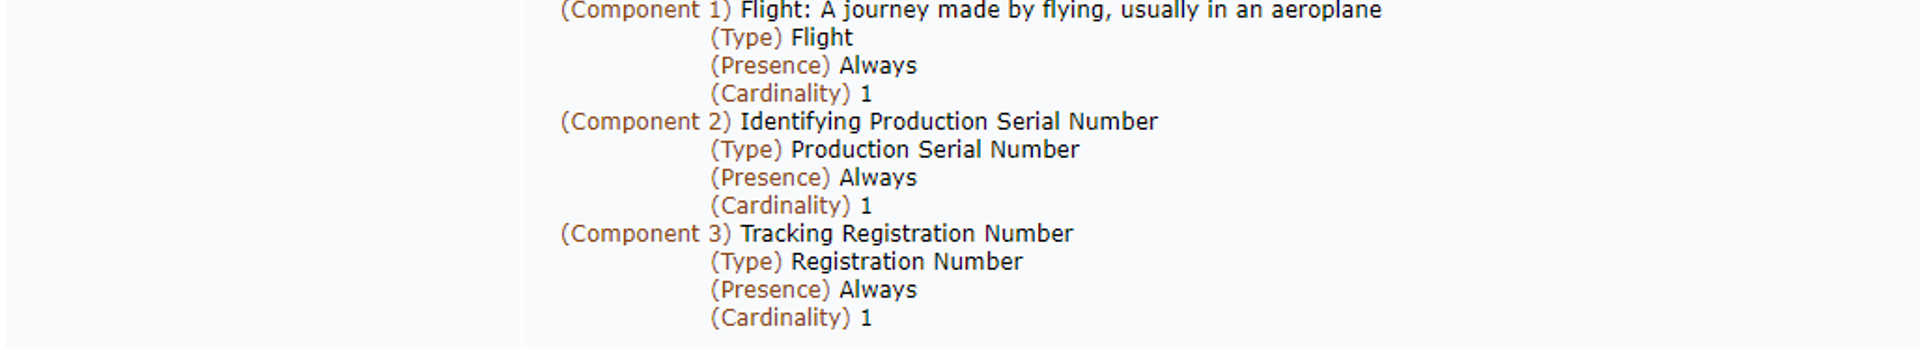 (Component 1) Flight: A journey made by flying, usually in an aeroplane
(Type) Flight
(Presence) Always
(Cardinality) 1
(Component 2) Identifying Production Serial Number
(Type) Production Serial Number
(Presence) Always
(Cardinality) 1
(Component 3) Tracking Registration Number
(Type) Registration Number
(Presence) Always
(Cardinality) 1